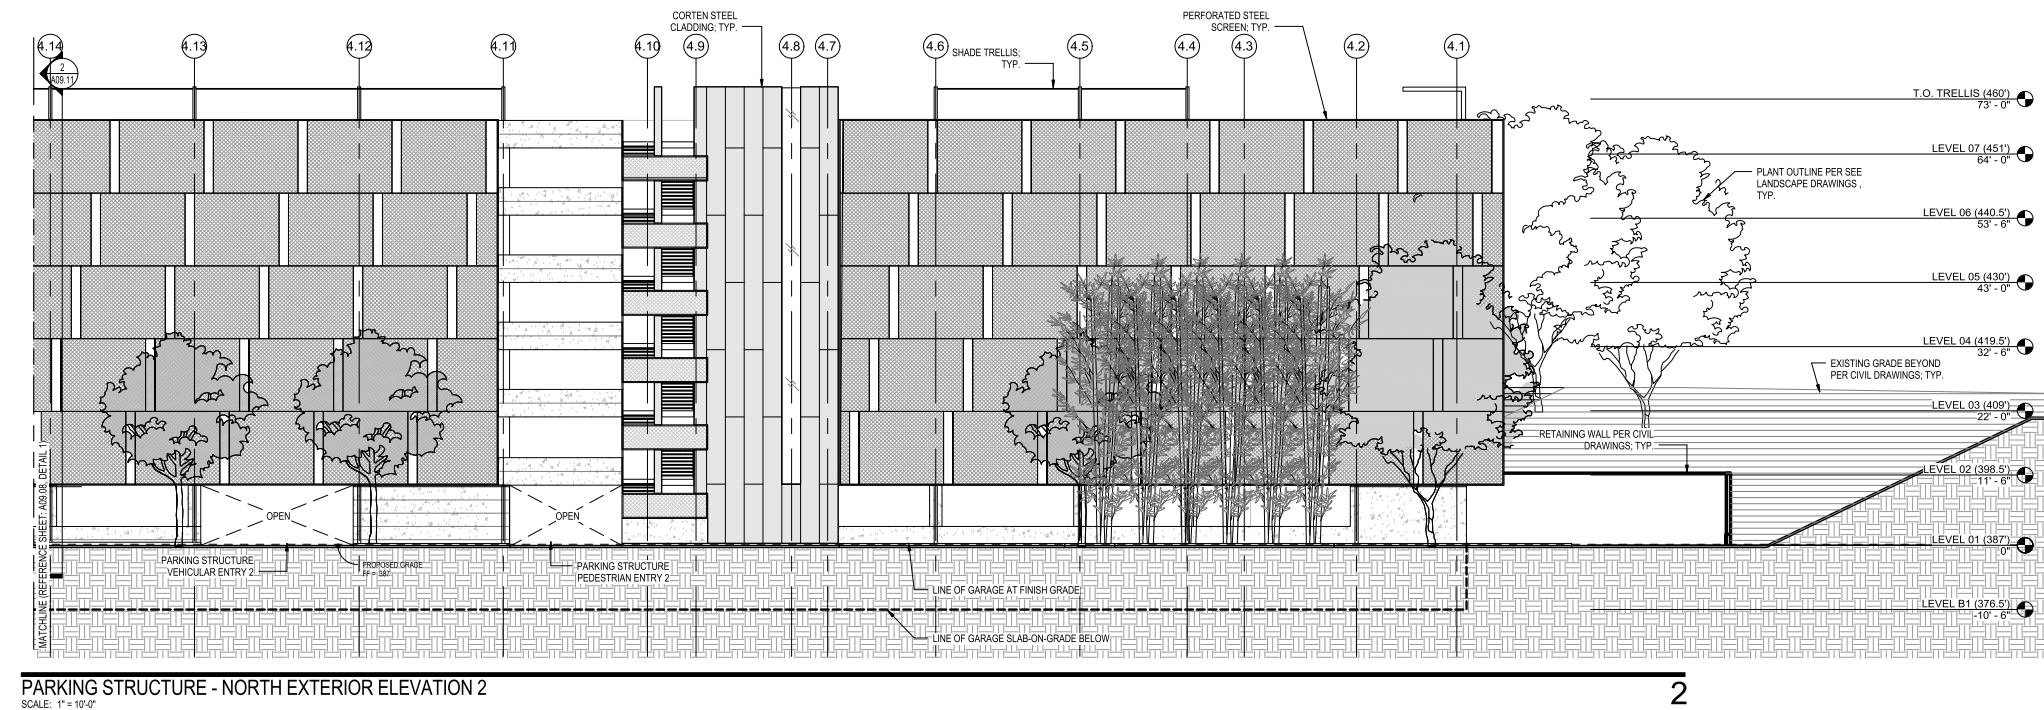 CORTEN STEEL
CLADDING; TYP.
PERFORATED STEEL
SCREEN; TYP.
4.14
4.13
4.12
4.11
4.10
4.9
4.8
4.7
4.6
4.5
4.4
4.3
4.2
4.1
SHADE TRELLIS;
TYP.
2
A09.11
T.O. TRELLIS (460')
73' - 0"
LEVEL 07 (451')
64' - 0"
PLANT OUTLINE PER SEE
LANDSCAPE DRAWINGS ,
TYP.
LEVEL 06 (440.5')
53' - 6"
LEVEL 05 (430')
43' - 0"
LEVEL 04 (419.5')
32' - 6"
EXISTING GRADE BEYOND
PER CIVIL DRAWINGS; TYP.
LEVEL 03 (409')
22' - 0"
RETAINING WALL PER CIVIL
DRAWINGS; TYP
LEVEL 02 (398.5')
11' - 6"
OPEN
OPEN
LEVEL 01 (387')
0"
PARKING STRUCTURE
VEHICULAR ENTRY 2
PROPOSED GRADE
FF = 387'
PARKING STRUCTURE
PEDESTRIAN ENTRY 2
LINE OF GARAGE AT FINISH GRADE
LEVEL B1 (376.5')
-10' - 6"
LINE OF GARAGE SLAB-ON-GRADE BELOW
MATCHLINE (REFERENCE SHEET: A09.08, DETAIL 1)
PARKING STRUCTURE - NORTH EXTERIOR ELEVATION 2
2
SCALE: 1" = 10'-0"